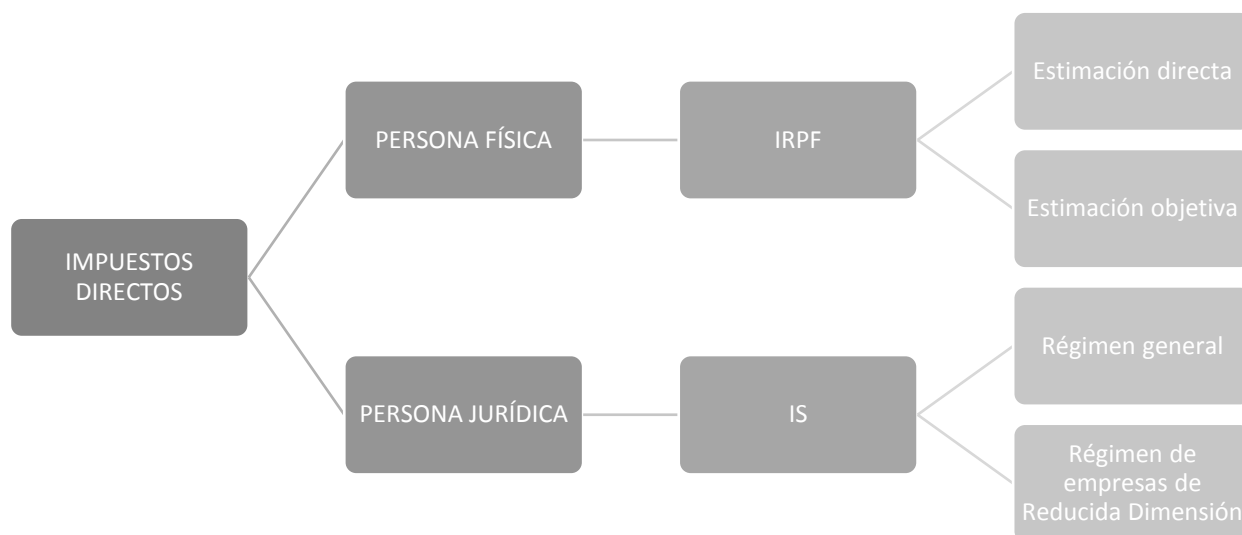 IMPUESTOS
DIRECTOS
PERSONA FÍSICA
IRPF
Estimación directa
Estimación objetiva
PERSONA JURÍDICA
IS
Régimen general
Régimen de
empresas de
Reducida Dimensión